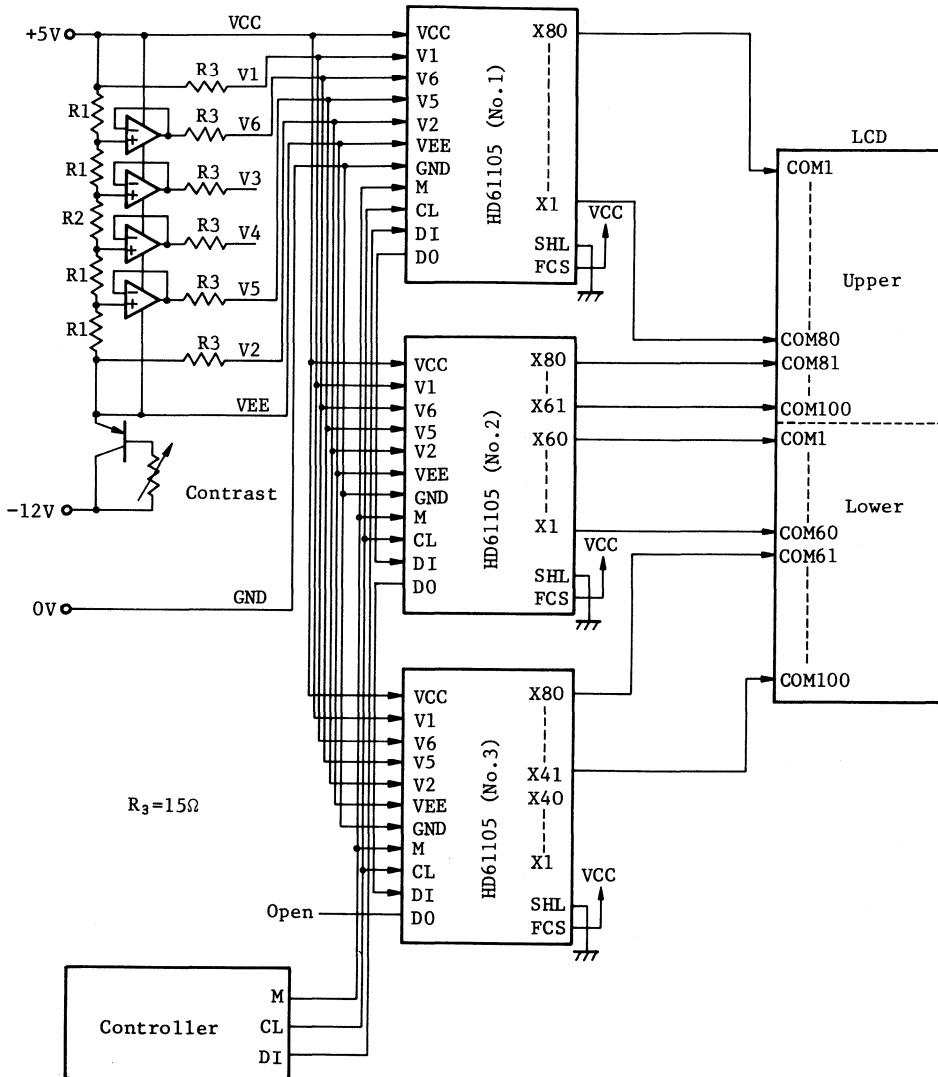 +5V
VCC
R3 V1
R1
R3 V6
R1
R3 V3
R2
R3 V4
R1
R3 V5
R1
R3 V2
VEE
Contrast
-12V
0V
GND
R₃=15Ω
Open
Controller
M
CL
DI
VCC
V1
V6
V5
V2
VEE
GND
M
CL
DI
DO
HD61105 (No.1)
X80
X1
VCC
SHL
FCS
VCC
V1
V6
V5
V2
VEE
GND
M
CL
DI
DO
HD61105 (No.2)
X80
X61
X60
X1
VCC
SHL
FCS
VCC
V1
V6
V5
V2
VEE
GND
M
CL
DI
DO
HD61105 (No.3)
X80
X41
X40
X1
VCC
SHL
FCS
LCD
COM1
Upper
COM80
COM81
COM100
COM1
Lower
COM60
COM61
COM100